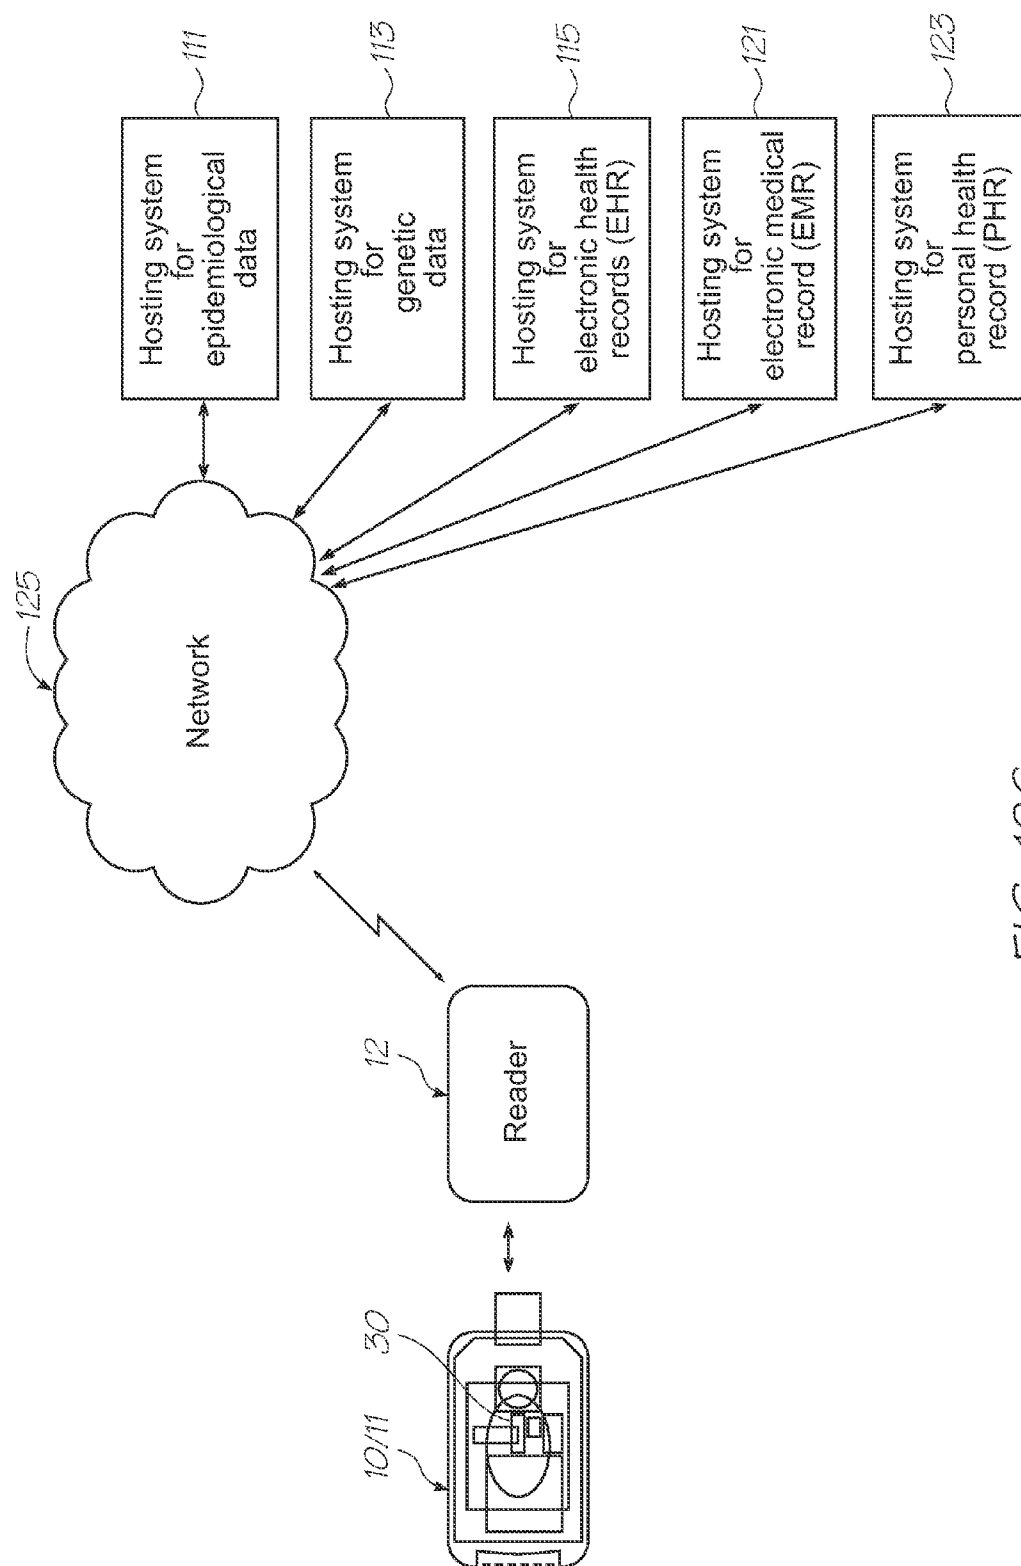 125
Network
Hosting system
for
epidemiological
data
111
Hosting system
for
genetic
data
113
Hosting system
for
electronic health
records (EHR)
115
Hosting system
for
electronic medical
record (EMR)
121
Hosting system
for
personal health
record (PHR)
123
10/11
30
12
Reader
FIG.